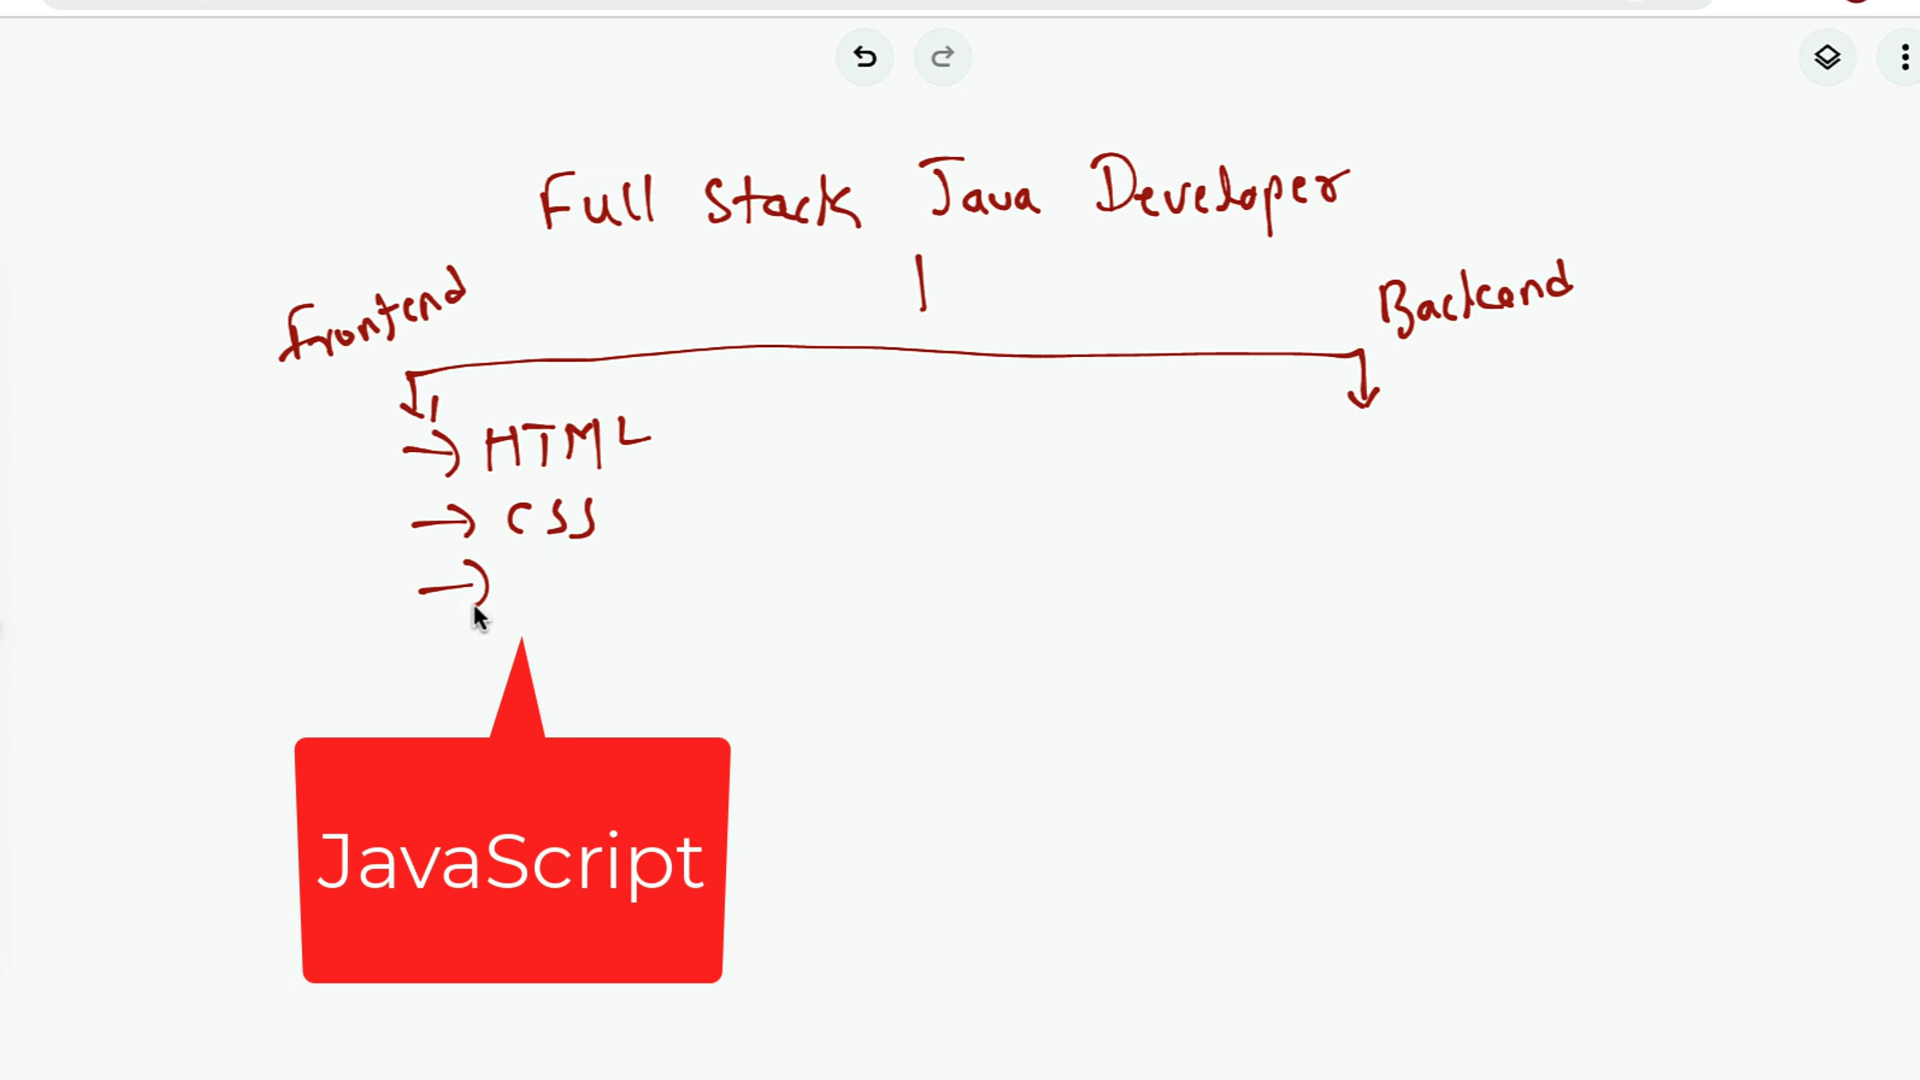 Full Stack Java Developer
Frontend
Backend
HTML
CSS
JavaScript